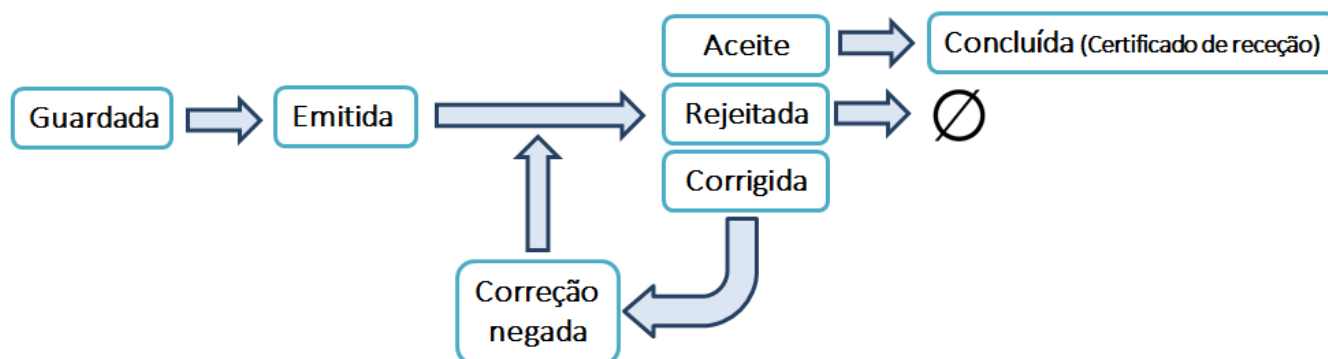 Aceite
Concluída (Certificado de receção)
Guardada
Emitida
Rejeitada
Ø
Corrigida
Correção
negada